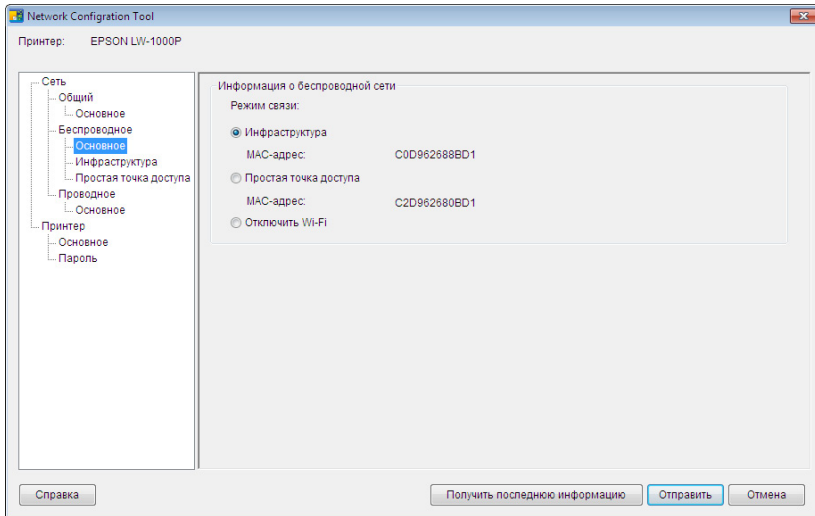 Network Configration Tool
Принтер: EPSON LW-1000P
Сеть
Общий
Основное
Беспроводное
Основное
Инфраструктура
Простая точка доступа
Проводное
Основное
Принтер
Основное
Пароль
Информация о беспроводной сети
Режим связи:
Инфраструктура
MAC-адрес: C0D962688BD1
Простая точка доступа
MAC-адрес: C2D962680BD1
Отключить Wi-Fi
Справка
Получить последнюю информацию
Отправить
Отмена